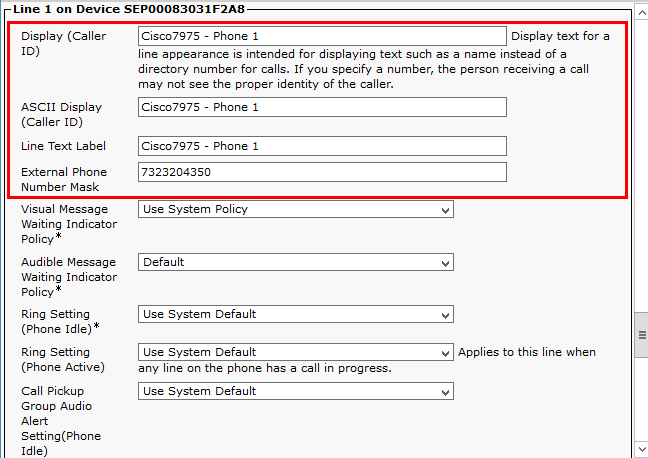 Line 1 on Device SEP00083031F2A8
Display (Caller ID)
Cisco7975 - Phone 1 Display text for a
line appearance is intended for displaying text such as a name instead of a
directory number for calls. If you specify a number, the person receiving a call
may not see the proper identity of the caller.
ASCII Display
(Caller ID)
Cisco7975 - Phone 1
Line Text Label
Cisco7975 - Phone 1
External Phone
Number Mask
7323204350
Visual Message
Waiting Indicator
Policy*
Use System Policy
Audible Message
Waiting Indicator
Policy*
Default
Ring Setting
(Phone Idle)*
Use System Default
Ring Setting
(Phone Active)
Use System Default Applies to this line when
any line on the phone has a call in progress.
Call Pickup
Group Audio
Alert
Setting(Phone
Idle)
Use System Default